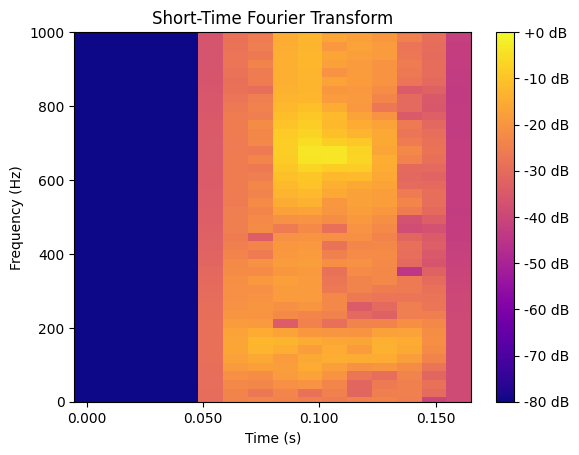 Short-Time Fourier Transform
Frequency (Hz)
1000
800
600
400
200
0
0.000
0.050
0.100
0.150
Time (s)
+0 dB
-10 dB
-20 dB
-30 dB
-40 dB
-50 dB
-60 dB
-70 dB
-80 dB